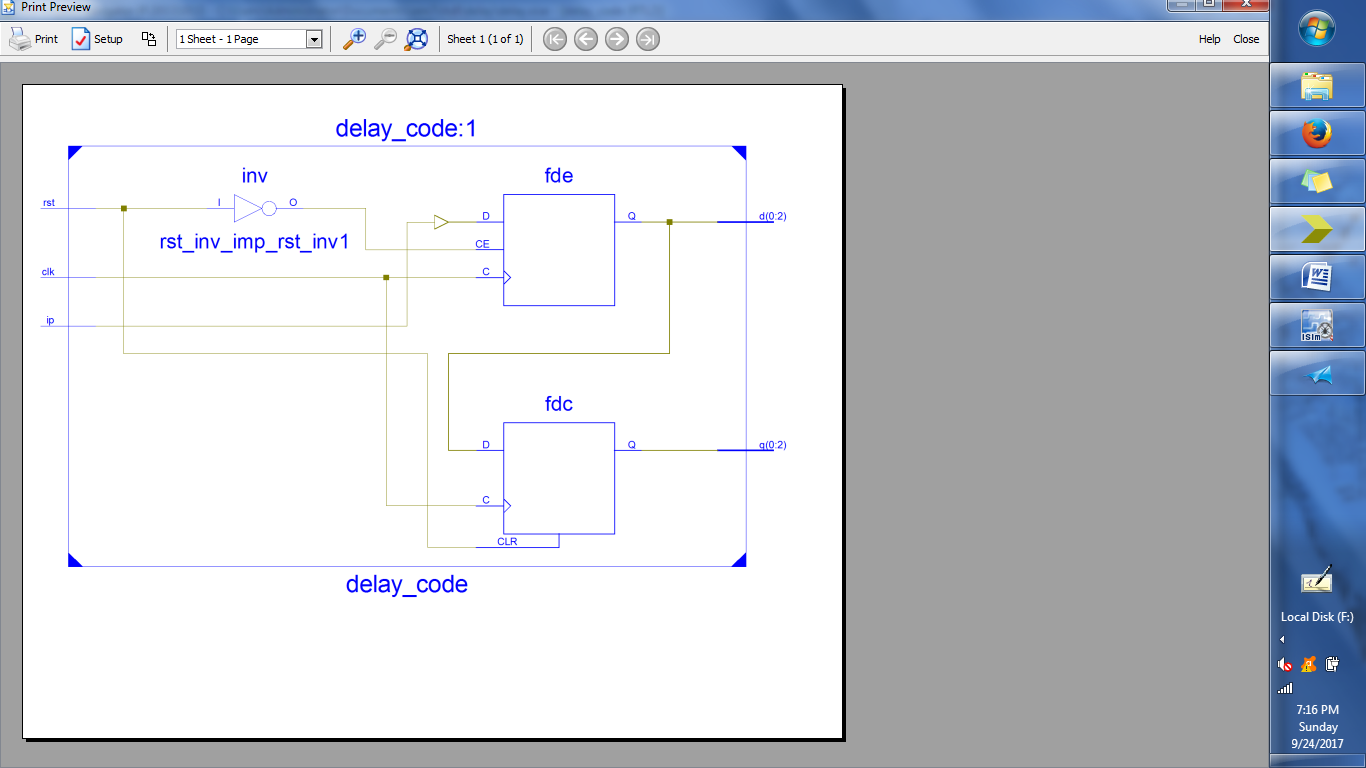 Print Preview
Print Setup 1 Sheet - 1 Page Sheet 1 (1 of 1) Help Close
delay_code:1
inv fde
rst I O D Q d(0:2)
rst_inv_imp_rst_inv1 CE
clk C
ip
fdc
D Q q(0:2)
C
CLR
delay_code
W
ISim
Local Disk (F:)
7:16 PM
Sunday
9/24/2017